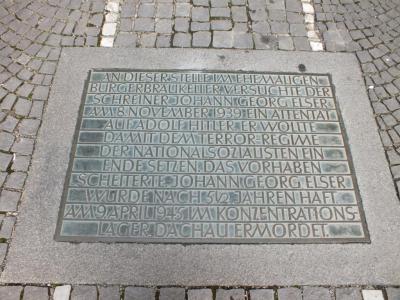 AN DIESER STELLE IM EHEMALIGEN
BÜRGERBRÄUKELLER VERSUCHTE DER
SCHREINER JOHANN GEORG ELSER
AM 8. NOVEMBER 1939 EIN ATTENTAT
AUF ADOLF HITLER. ER WOLLTE
DAMIT DEM TERROR-REGIME
DER NATIONALSOZIALISTEN EIN
ENDE SETZEN. DAS VORHABEN
SCHEITERTE. JOHANN GEORG ELSER
WURDE NACH 5 1/2 JAHREN HAFT
AM 9. APRIL 1945 IM KONZENTRATIONS-
LAGER DACHAU ERMORDET.